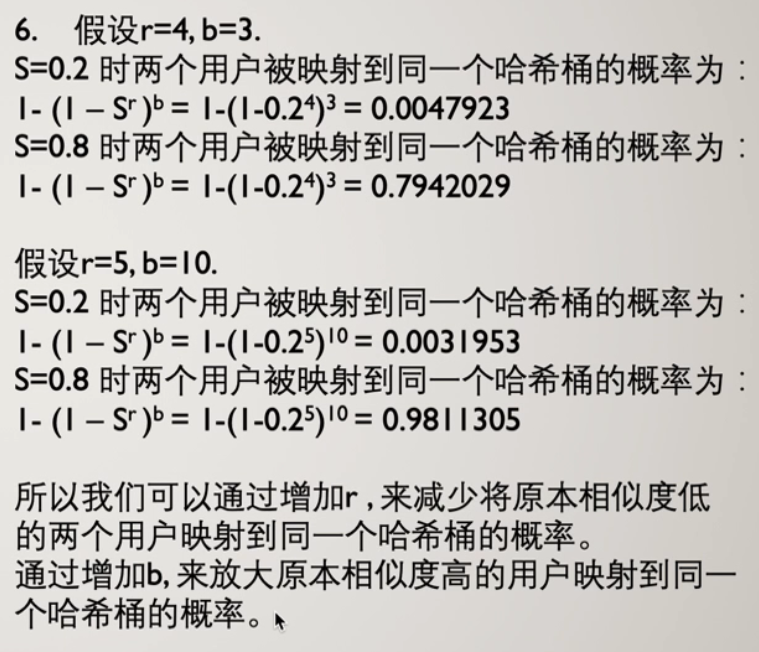 6. 假设r=4, b=3.
S=0.2 时两个用户被映射到同一个哈希桶的概率为：
1- (1 – Sʳ )ᵇ = 1-(1-0.2⁴)³ = 0.0047923
S=0.8 时两个用户被映射到同一个哈希桶的概率为：
1- (1 – Sʳ )ᵇ = 1-(1-0.2⁴)³ = 0.7942029
假设r=5, b=10.
S=0.2 时两个用户被映射到同一个哈希桶的概率为：
1- (1 – Sʳ )ᵇ = 1-(1-0.2⁵)¹⁰ = 0.0031953
S=0.8 时两个用户被映射到同一个哈希桶的概率为：
1- (1 – Sʳ )ᵇ = 1-(1-0.2⁵)¹⁰ = 0.9811305
所以我们可以通过增加r，来减少将原本相似度低
的两个用户映射到同一个哈希桶的概率。
通过增加b, 来放大原本相似度高的用户映射到同一
个哈希桶的概率。